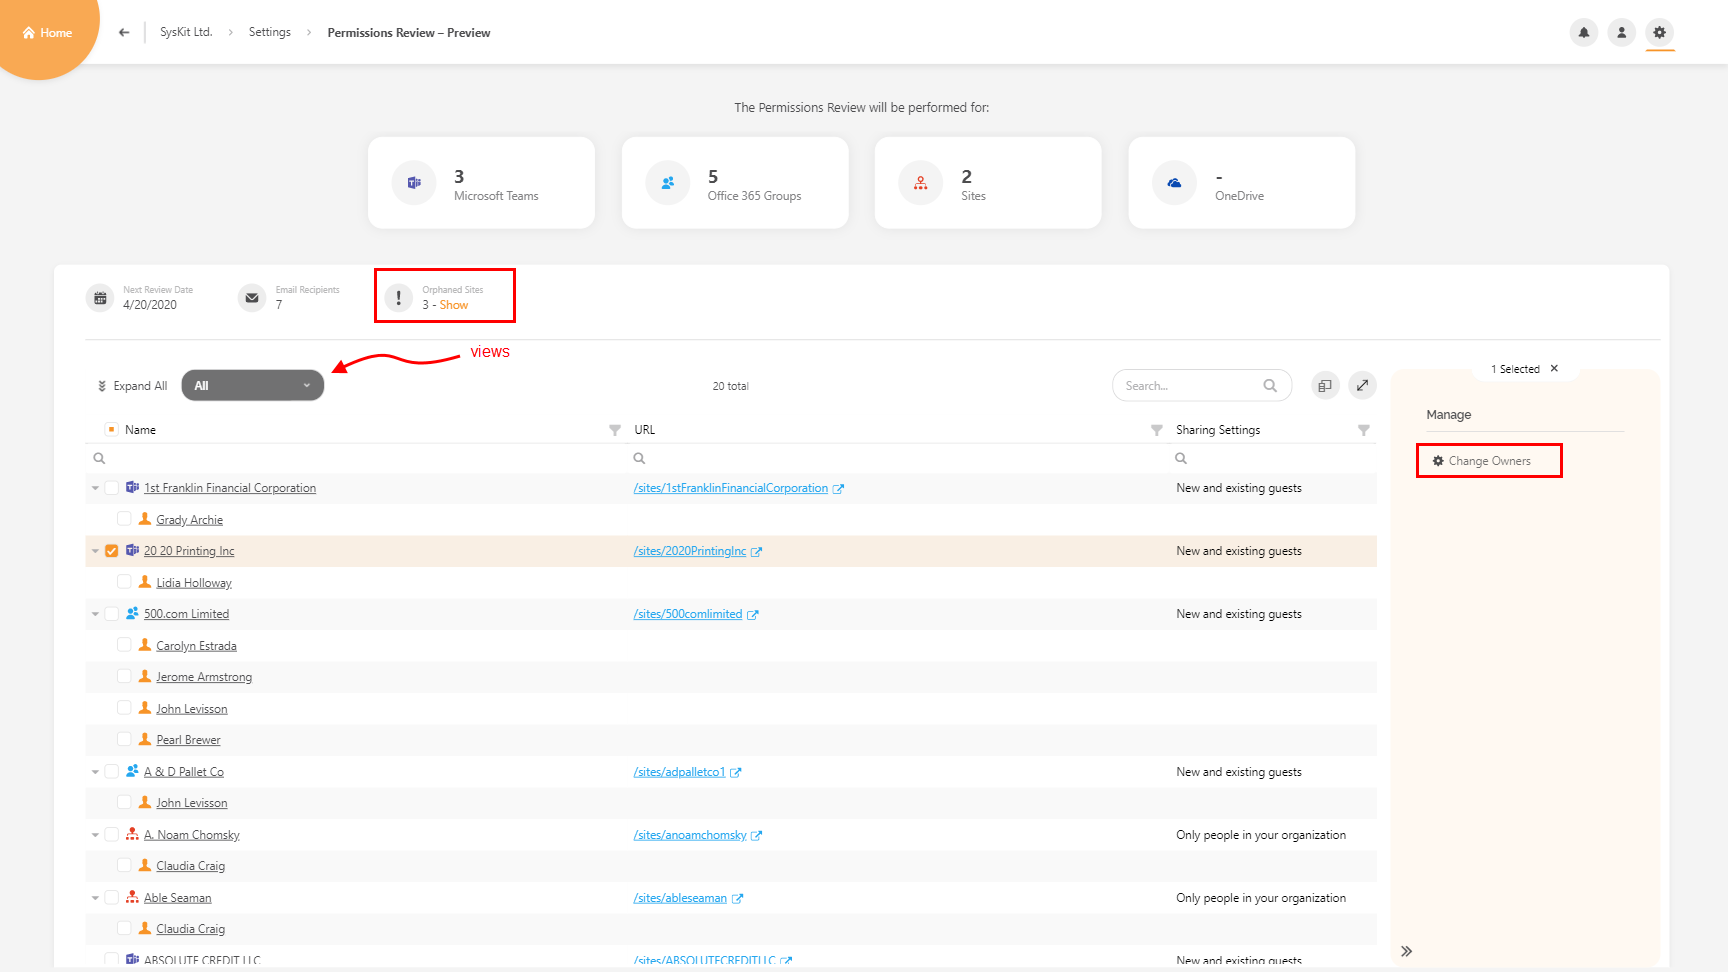 Home
SysKit Ltd. > Settings > Permissions Review – Preview
The Permissions Review will be performed for:
3
Microsoft Teams
5
Office 365 Groups
2
Sites
-
OneDrive
Next Review Date
4/20/2020
Email Recipients
7
Orphaned Sites
3 - Show
views
Expand All
All
20 total
Search...
1 Selected
Manage
Change Owners
Name URL Sharing Settings
1st Franklin Financial Corporation /sites/1stFranklinFinancialCorporation New and existing guests
Grady Archie
20 20 Printing Inc /sites/2020PrintingInc New and existing guests
Lidia Holloway
500.com Limited /sites/500comlimited New and existing guests
Carolyn Estrada
Jerome Armstrong
John Levisson
Pearl Brewer
A & D Pallet Co /sites/adpalletco1 New and existing guests
John Levisson
A. Noam Chomsky /sites/anoamchomsky Only people in your organization
Claudia Craig
Able Seaman /sites/ableseaman Only people in your organization
Claudia Craig
ABSOLUTE CREDIT LLC /sites/ABSOLUTECREDITLLC New and existing guests